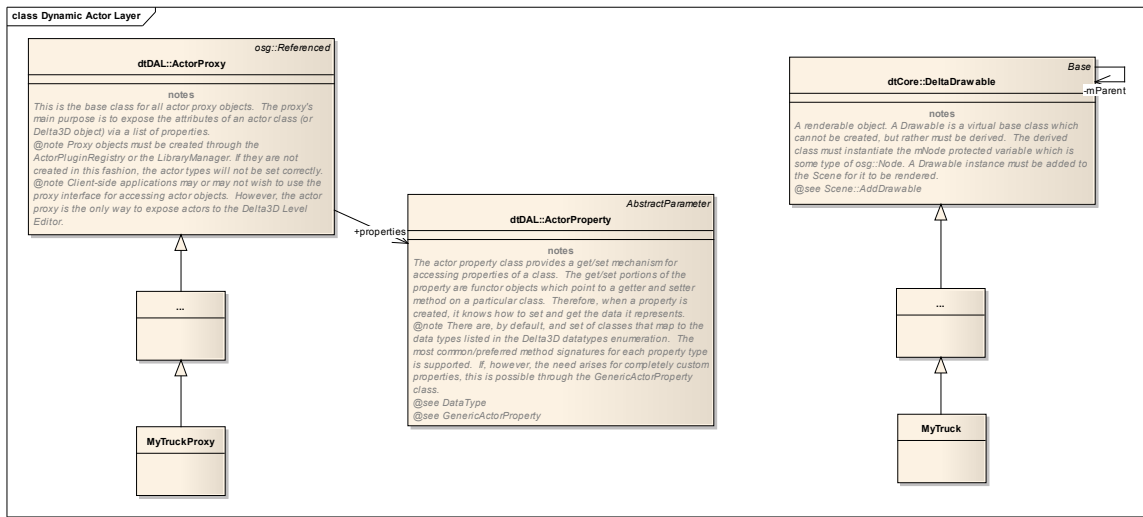 class Dynamic Actor Layer
osg::Referenced
dtDAL::ActorProxy
notes
This is the base class for all actor proxy objects. The proxy's
main purpose is to expose the attributes of an actor class (or
Delta3D object) via a list of properties.
@note Proxy objects must be created through the
ActorPluginRegistry or the LibraryManager. If they are not
created in this fashion, the actor types will not be set correctly.
@note Client-side applications may or may not wish to use the
proxy interface for accessing actor objects. However, the actor
proxy is the only way to expose actors to the Delta3D Level
Editor.
...
MyTruckProxy
+properties
AbstractParameter
dtDAL::ActorProperty
notes
The actor property class provides a get/set mechanism for
accessing properties of a class. The get/set portions of the
property are functor objects which point to a getter and setter
method on a particular class. Therefore, when a property is
created, it knows how to set and get the data it represents.
@note There are, by default, and set of classes that map to the
data types listed in the Delta3D datatypes enumeration. The
most common/preferred method signatures for each property type
is supported. If, however, the need arises for completely custom
properties, this is possible through the GenericActorProperty
class.
@see DataType
@see GenericActorProperty
Base
dtCore::DeltaDrawable
-mParent
notes
A renderable object. A Drawable is a virtual base class which
cannot be created, but rather must be derived. The derived
class must instantiate the mNode protected variable which is
some type of osg::Node. A Drawable instance must be added to
the Scene for it to be rendered.
@see Scene::AddDrawable
...
MyTruck